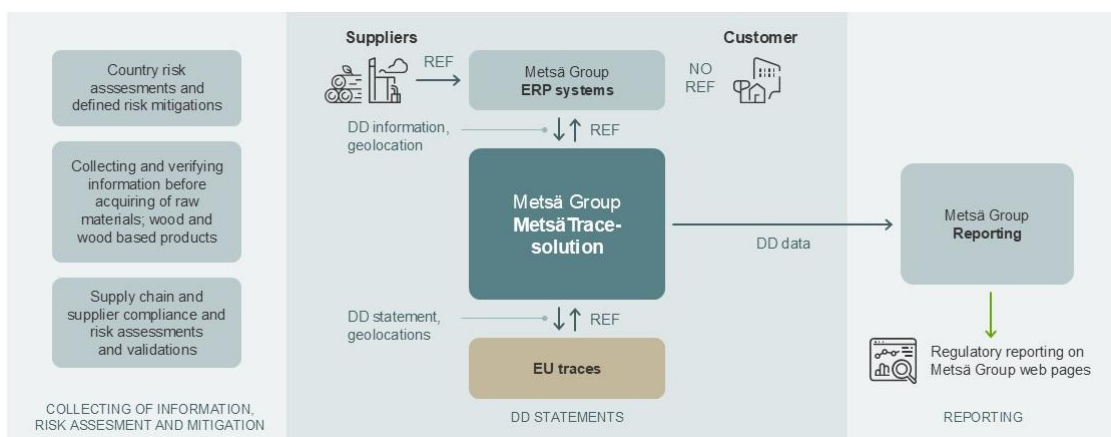 Country risk
asssesments and
defined risk mitigations
Collecting and verifying
information before
acquiring of raw
materials; wood and
wood based products
Supply chain and
supplier compliance and
risk assessments
and validations
COLLECTING OF INFORMATION,
RISK ASSESMENT AND MITIGATION
Suppliers
REF
Metsä Group
ERP systems
Customer
NO
REF
DD information,
geolocation
REF
Metsä Group
MetsäTrace-
solution
DD data
DD statement,
geolocations
REF
EU traces
DD STATEMENTS
Metsä Group
Reporting
Regulatory reporting on
Metsä Group web pages
REPORTING